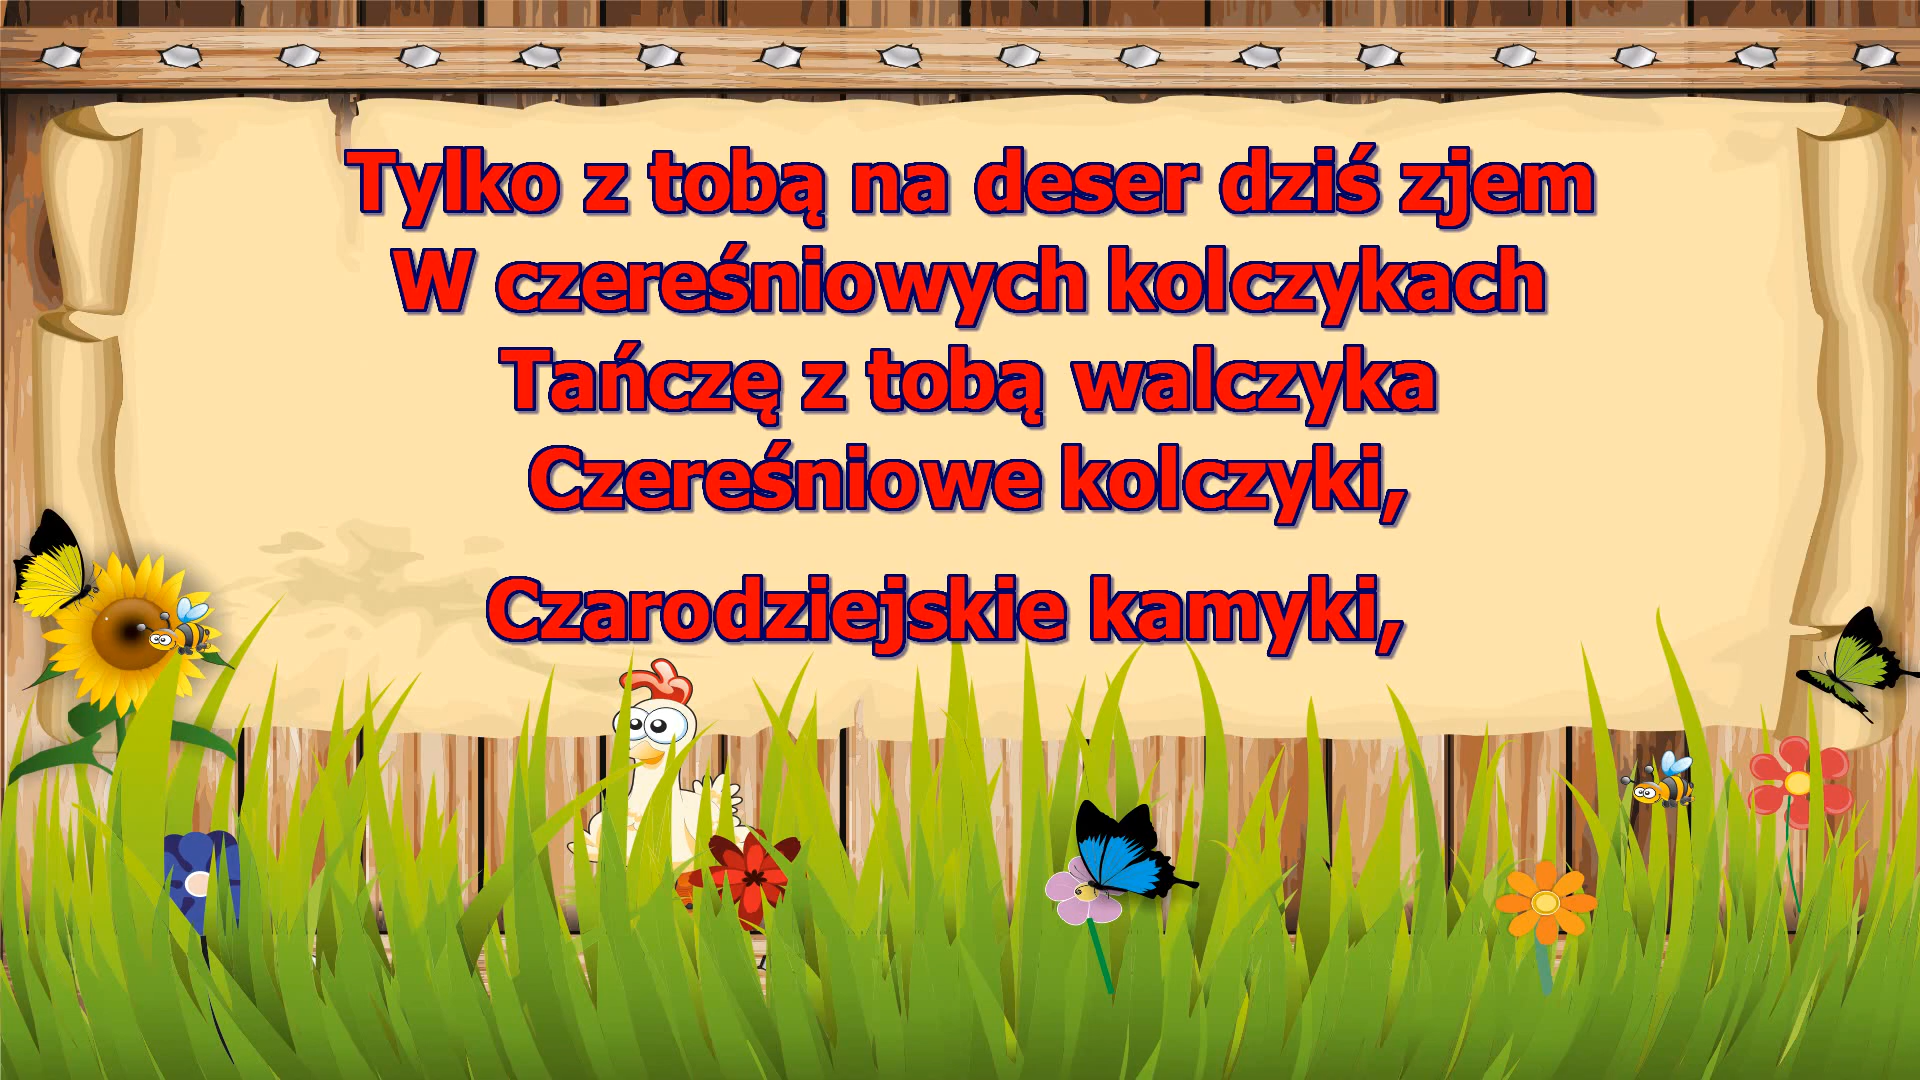 Tylko z tobą na deser dziś zjem
W czereśniowych kolczykach
Tańczę z tobą walczyka
Czereśniowe kolczyki,
Czarodziejskie kamyki,